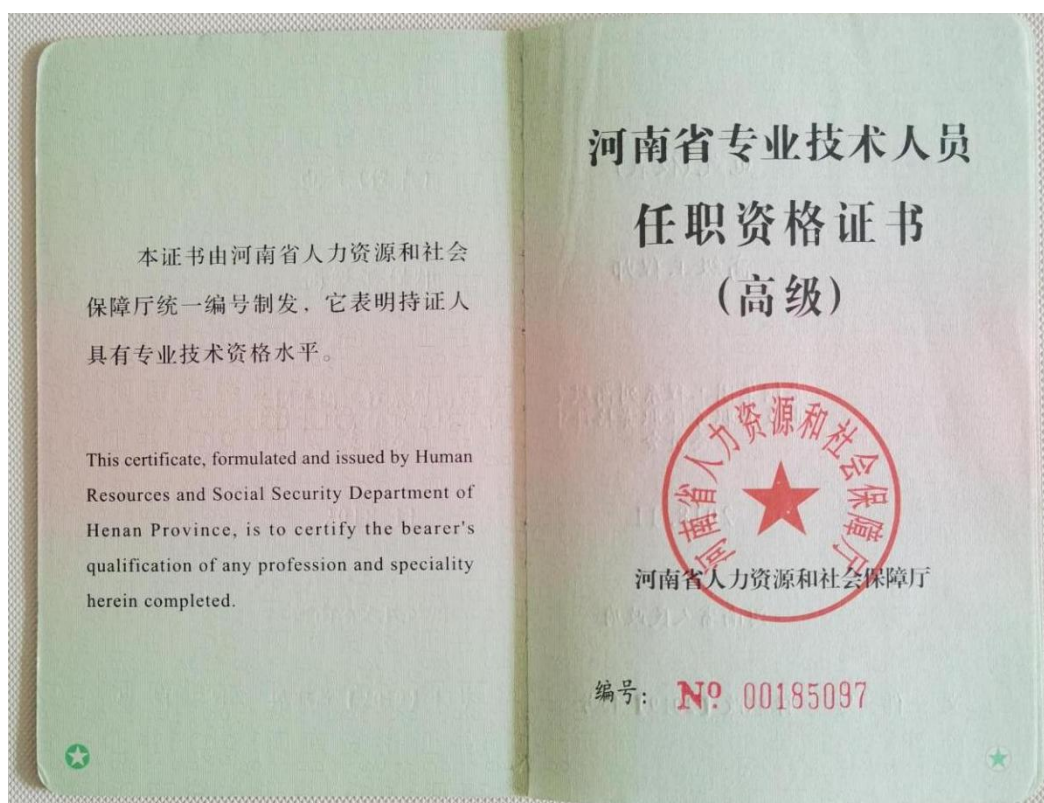 本证书由河南省人力资源和社会
保障厅统一编号制发，它表明持证人
具有专业技术资格水平。
This certificate, formulated and issued by Human
Resources and Social Security Department of
Henan Province, is to certify the bearer's
qualification of any profession and speciality
herein completed.
河南省专业技术人员
任职资格证书
(高级)
河南省人力资源和社会保障厅
河南省人力资源和社会保障厅
编号： Nº 00185097